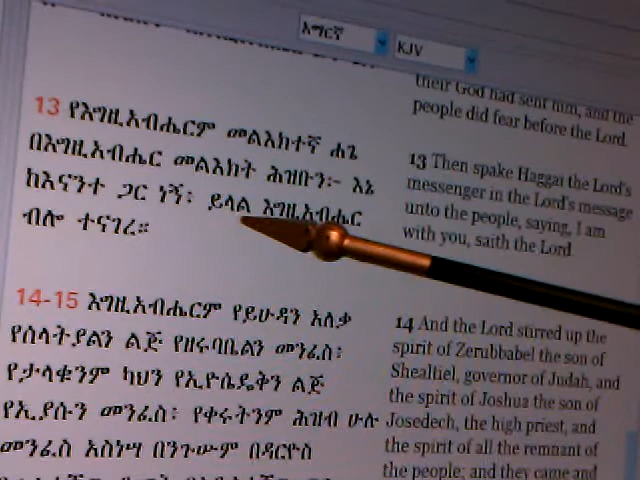 አማርኛ
KJV
their God had sent him, and the
people did fear before the Lord.
13 የእግዚአብሔርም መልእክተኛ ሐጌ
በእግዚአብሔር መልእክት ሕዝቡን፦ እኔ
ከእናንተ ጋር ነኝ፥ ይላል እግዚአብሔር
ብሎ ተናገረ።
13 Then spake Haggai the Lord's
messenger in the Lord's message
unto the people, saying, I am
with you, saith the Lord.
14-15 እግዚአብሔርም የይሁዳን አለቃ
የሰላትያልን ልጅ የዘሩባቤልን መንፈስ፥
የታላቁንም ካህን የኢዮሴዴቅን ልጅ
የኢያሱን መንፈስ፥ የቀሩትንም ሕዝብ ሁሉ
መንፈስ አስነሣ በንጉሡም በዳርዮስ
14 And the Lord stirred up the
spirit of Zerubbabel the son of
Shealtiel, governor of Judah, and
the spirit of Joshua the son of
Josedech, the high priest, and
the spirit of all the remnant of
the people; and they came and